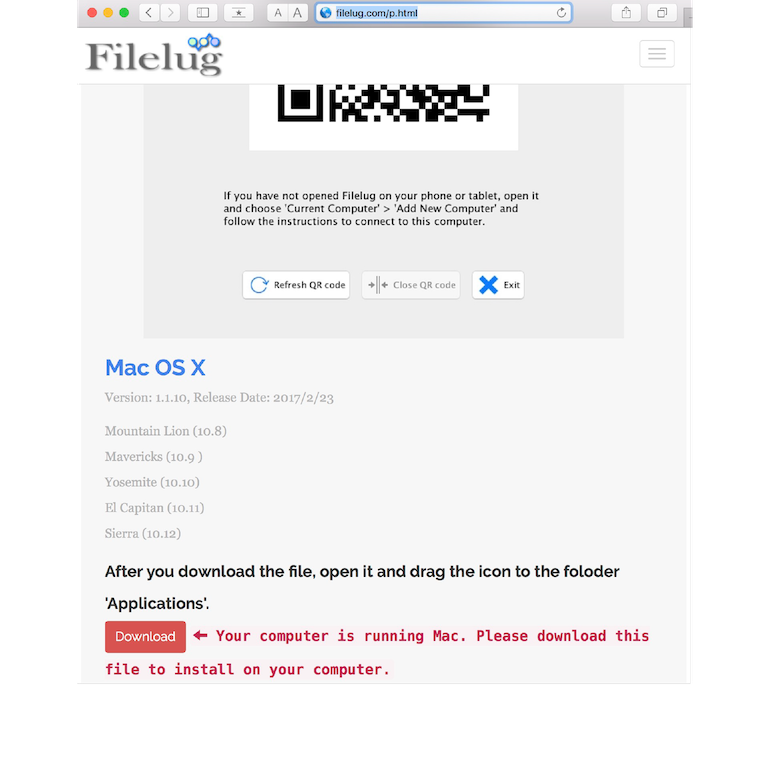 A A filelug.com/p.html
Filelug
If you have not opened Filelug on your phone or tablet, open it
and choose 'Current Computer' > 'Add New Computer' and
follow the instructions to connect to this computer.
Refresh QR code Close QR code Exit
Mac OS X
Version: 1.1.10, Release Date: 2017/2/23
Mountain Lion (10.8)
Mavericks (10.9 )
Yosemite (10.10)
El Capitan (10.11)
Sierra (10.12)
After you download the file, open it and drag the icon to the foloder
'Applications'.
Download Your computer is running Mac. Please download this
file to install on your computer.